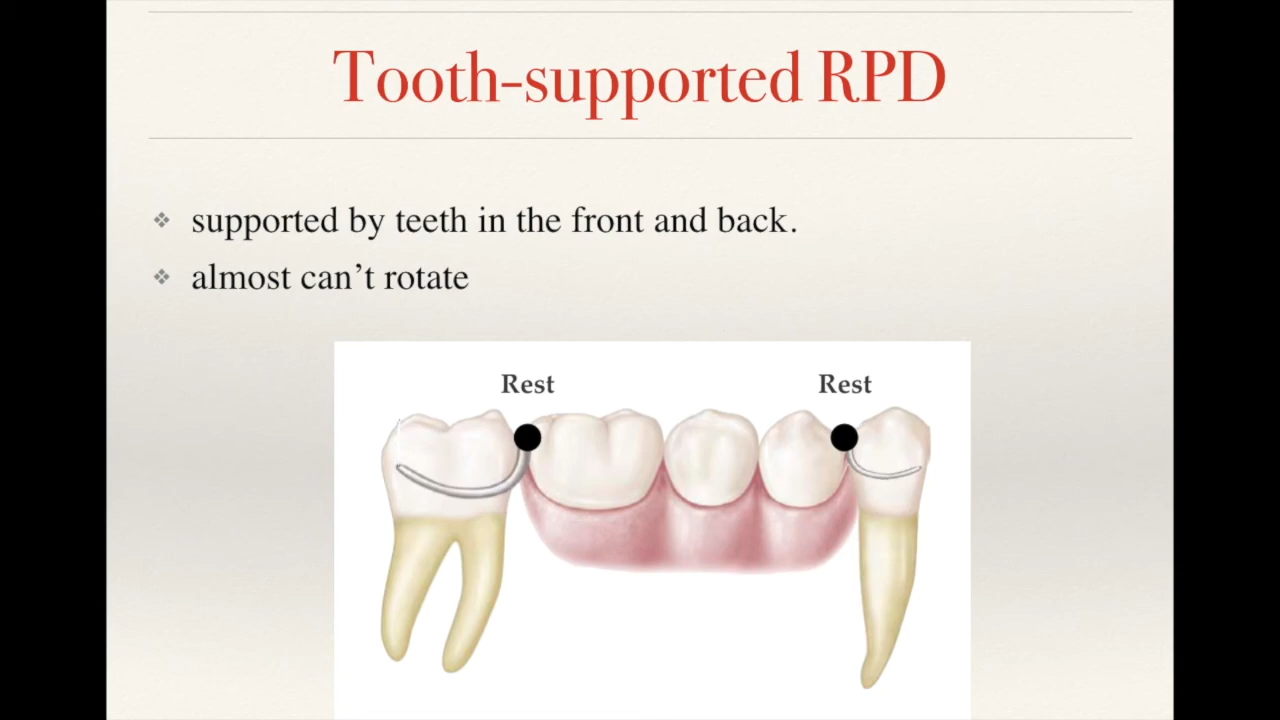 Tooth-supported RPD
❖ supported by teeth in the front and back.
❖ almost can’t rotate
Rest Rest